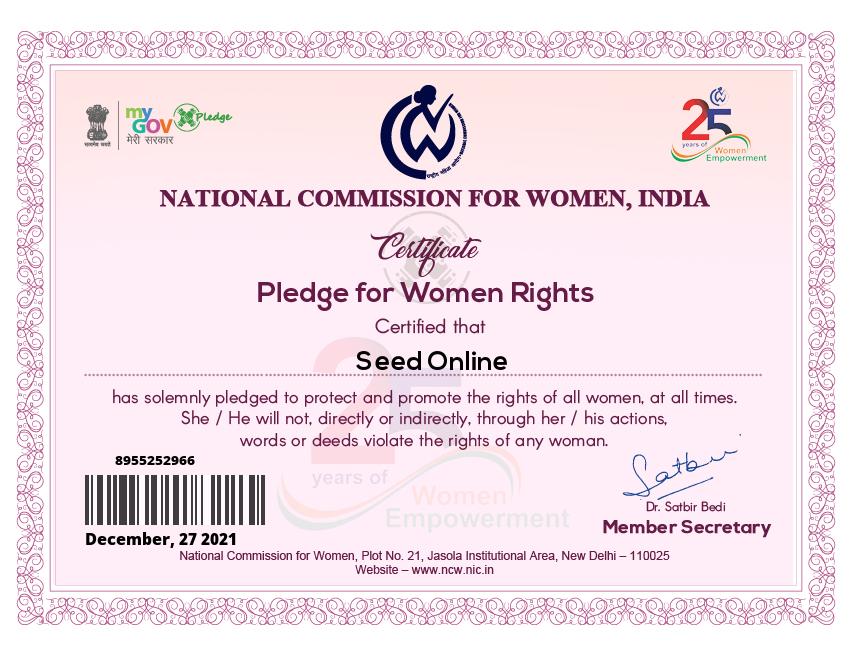 सत्यमेव जयते
my
GOV
मेरी सरकार
Pledge
25
years of
Women
Empowerment
NATIONAL COMMISSION FOR WOMEN, INDIA
Certificate
Pledge for Women Rights
Certified that
Seed Online
has solemnly pledged to protect and promote the rights of all women, at all times.
She / He will not, directly or indirectly, through her / his actions,
words or deeds violate the rights of any woman.
25
years of
Women
Empowerment
8955252966
December, 27 2021
Satbir
Dr. Satbir Bedi
Member Secretary
National Commission for Women, Plot No. 21, Jasola Institutional Area, New Delhi – 110025
Website – www.ncw.nic.in